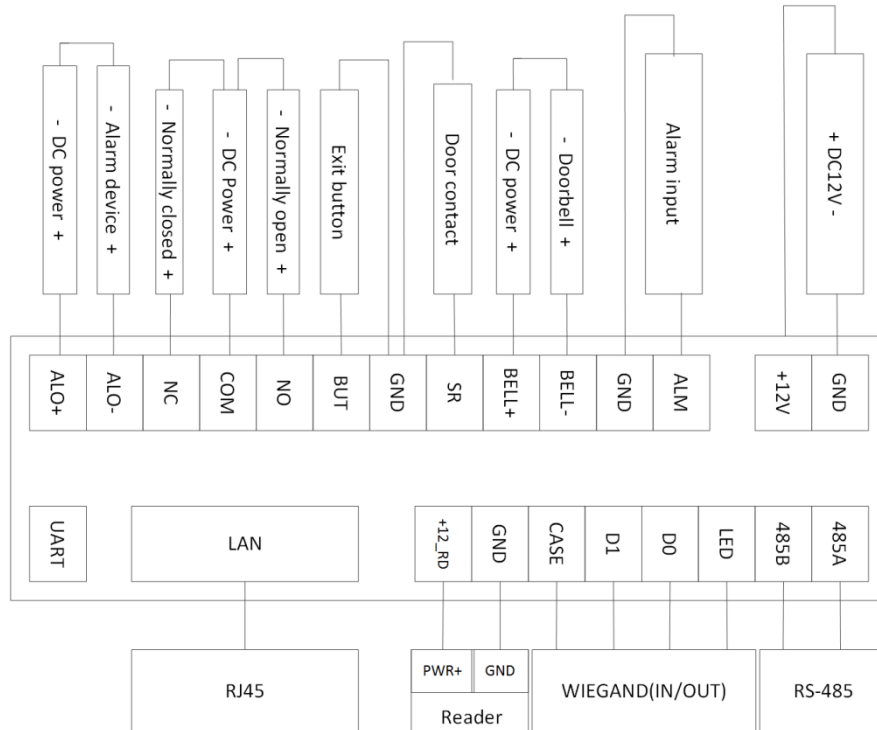 - DC power +
- Alarm device +
- Normally closed +
- DC Power +
- Normally open +
Exit button
Door contact
- DC power +
- Doorbell +
Alarm input
+ DC12V -
ALO+
ALO-
NC
COM
NO
BUT
GND
SR
BELL+
BELL-
GND
ALM
+12V
GND
UART
LAN
+12_RD
GND
CASE
D1
D0
LED
485B
485A
RJ45
PWR+
GND
Reader
WIEGAND(IN/OUT)
RS-485